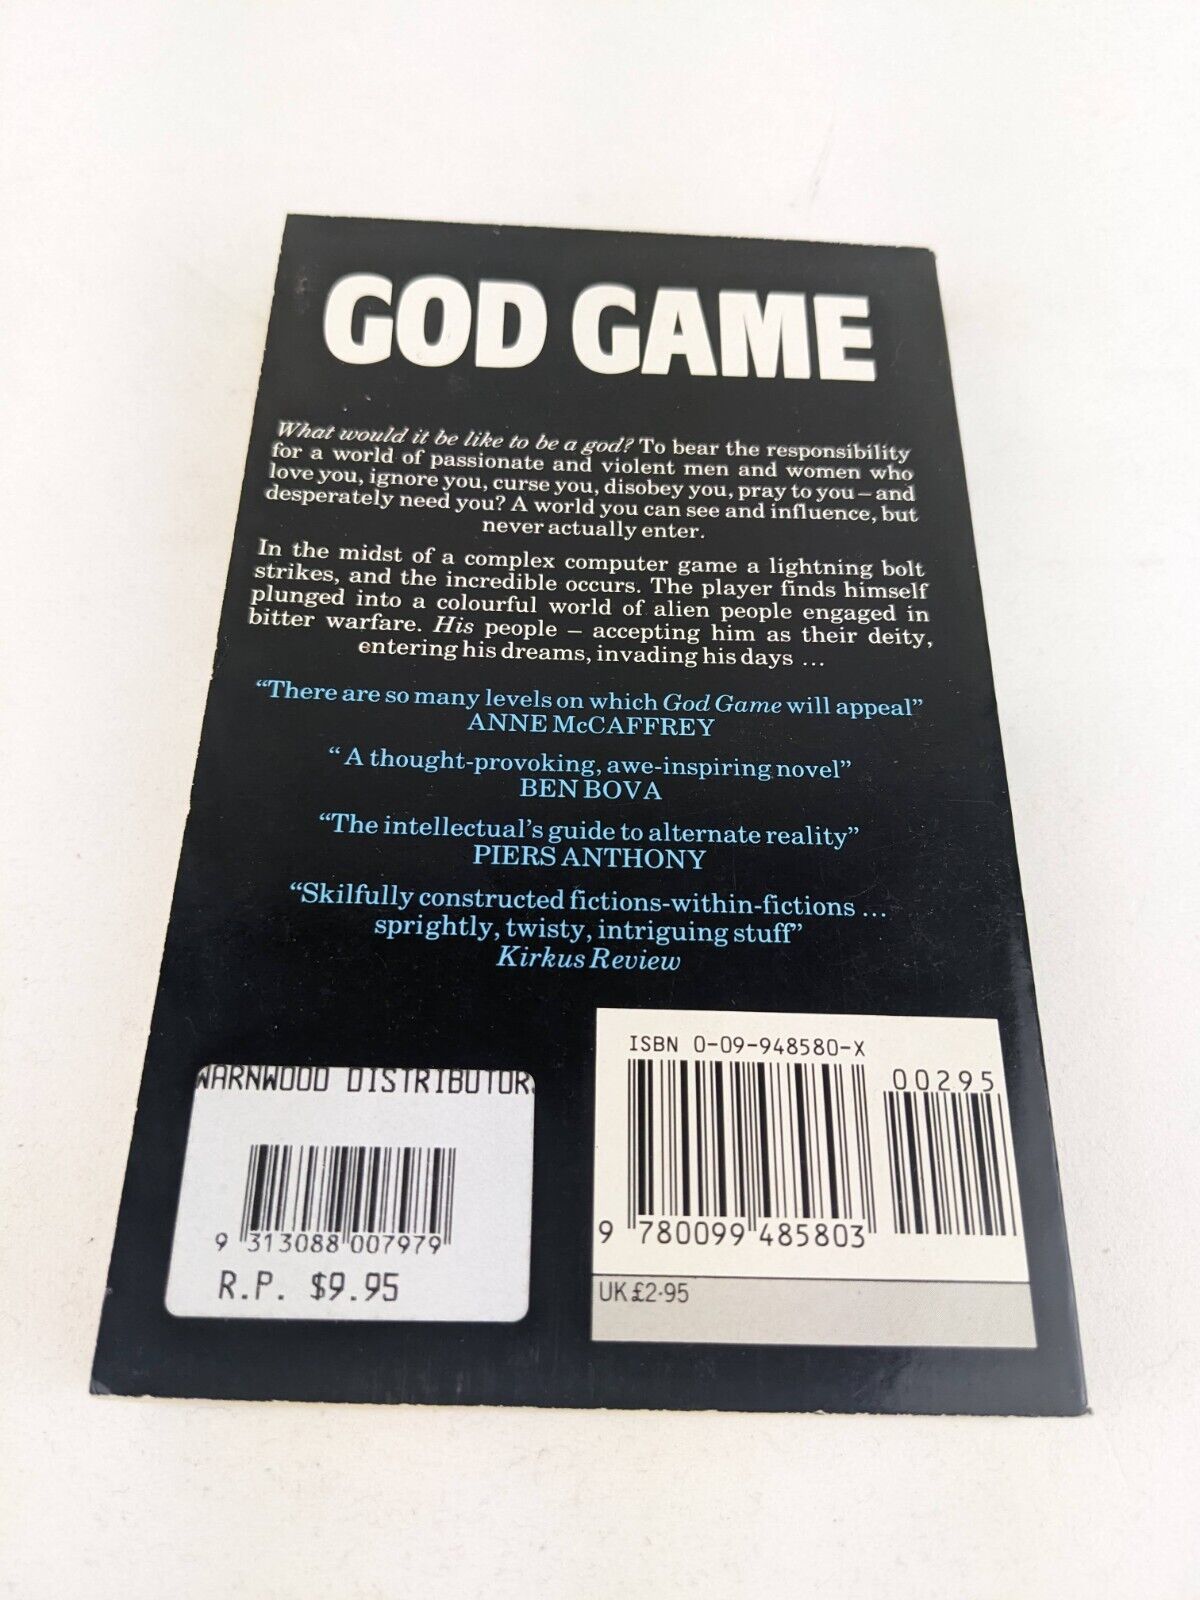 GOD GAME
What would it be like to be a god? To bear the responsibility
for a world of passionate and violent men and women who
love you, ignore you, curse you, disobey you, pray to you – and
desperately need you? A world you can see and influence, but
never actually enter.
In the midst of a complex computer game a lightning bolt
strikes, and the incredible occurs. The player finds himself
plunged into a colourful world of alien people engaged in
bitter warfare. His people – accepting him as their deity,
entering his dreams, invading his days ...
“There are so many levels on which God Game will appeal”
ANNE McCAFFREY
“A thought-provoking, awe-inspiring novel”
BEN BOVA
“The intellectual’s guide to alternate reality”
PIERS ANTHONY
“Skilfully constructed fictions-within-fictions ...
sprightly, twisty, intriguing stuff”
Kirkus Review
WARNWOOD DISTRIBUTOR
9 313088 007979
R.P. $9.95
ISBN 0-09-948580-X
00295
9 780099 485803
UK £2·95